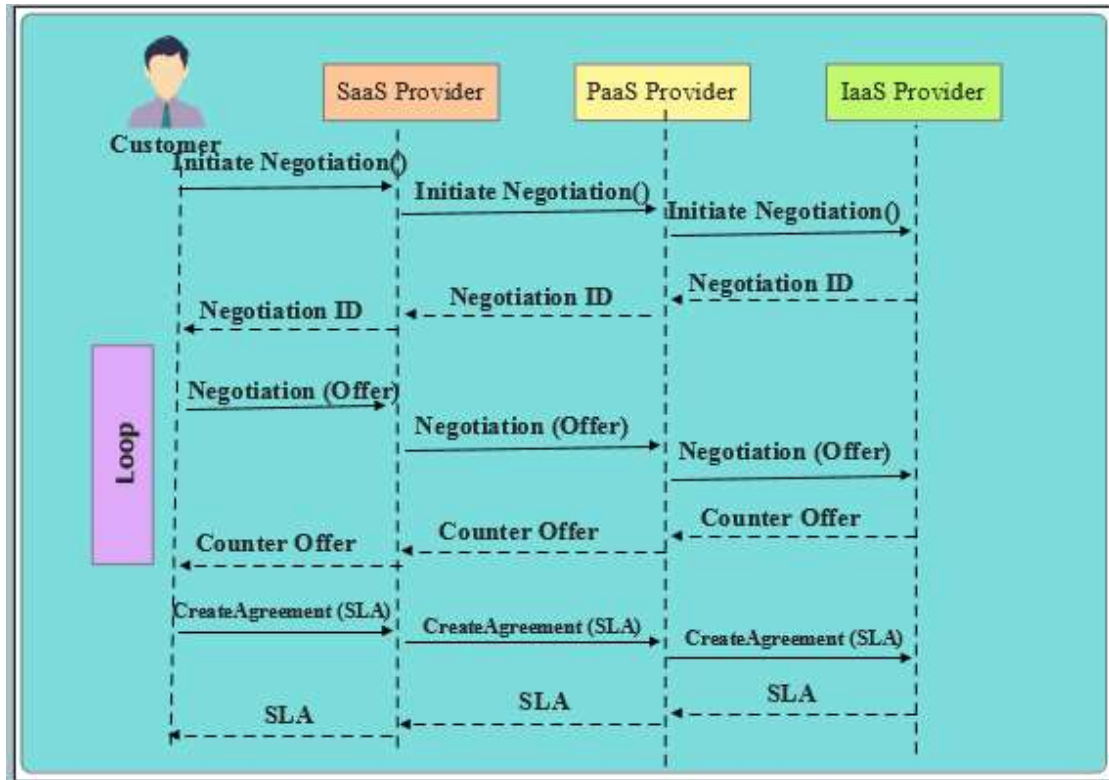 SaaS Provider
PaaS Provider
IaaS Provider
Customer
Initiate Negotiation()
Initiate Negotiation()
Initiate Negotiation()
Negotiation ID
Negotiation ID
Negotiation ID
Loop
Negotiation (Offer)
Negotiation (Offer)
Negotiation (Offer)
Counter Offer
Counter Offer
Counter Offer
CreateAgreement (SLA)
CreateAgreement (SLA)
CreateAgreement (SLA)
SLA
SLA
SLA